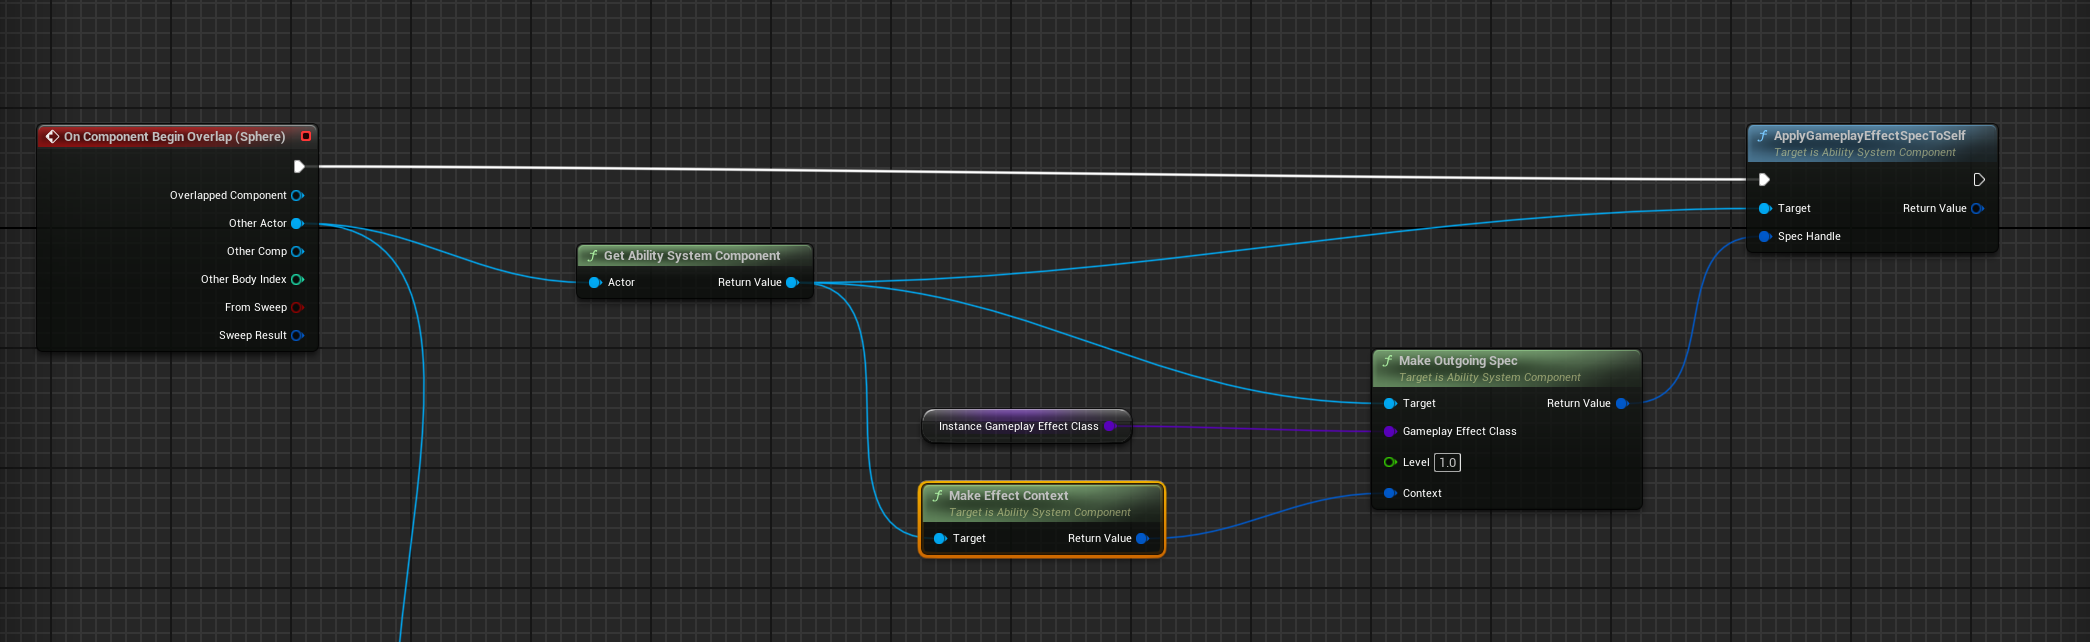 On Component Begin Overlap (Sphere)
Overlapped Component
Other Actor
Other Comp
Other Body Index
From Sweep
Sweep Result
f Get Ability System Component
Actor Return Value
Instance Gameplay Effect Class
f Make Effect Context
Target is Ability System Component
Target Return Value
f Make Outgoing Spec
Target is Ability System Component
Target Return Value
Gameplay Effect Class
Level 1.0
Context
f ApplyGameplayEffectSpecToSelf
Target is Ability System Component
Target Return Value
Spec Handle